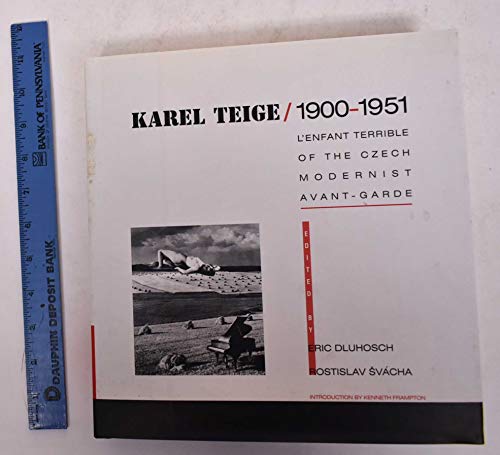 KAREL TEIGE / 1900-1951
L'ENFANT TERRIBLE
OF THE CZECH
MODERNIST
AVANT-GARDE
EDITED BY
ERIC DLUHOSCH
ROSTISLAV ŠVÁCHA
INTRODUCTION BY KENNETH FRAMPTON
BANK OF PENNSYLVANIA
DAUPHIN DEPOSIT BANK